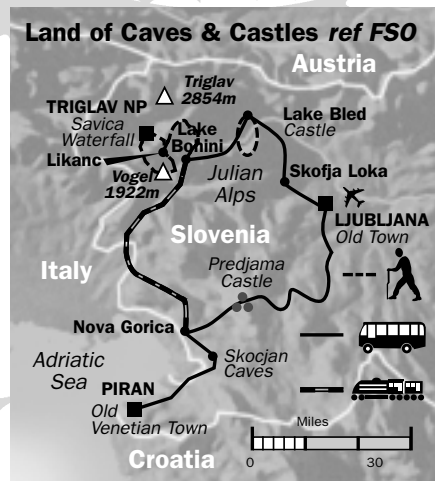 Land of Caves & Castles ref FSO
Austria
Triglav
2854m
TRIGLAV NP
Savica
Waterfall
Lake
Bohini
Likanc
Vogel
1922m
Lake Bled
Castle
Julian
Alps
Skofja Loka
LJUBLJANA
Old Town
Slovenia
Italy
Predjama
Castle
Nova Gorica
Adriatic
Sea
Skocjan
Caves
PIRAN
Old
Venetian Town
Croatia
Miles
0
30